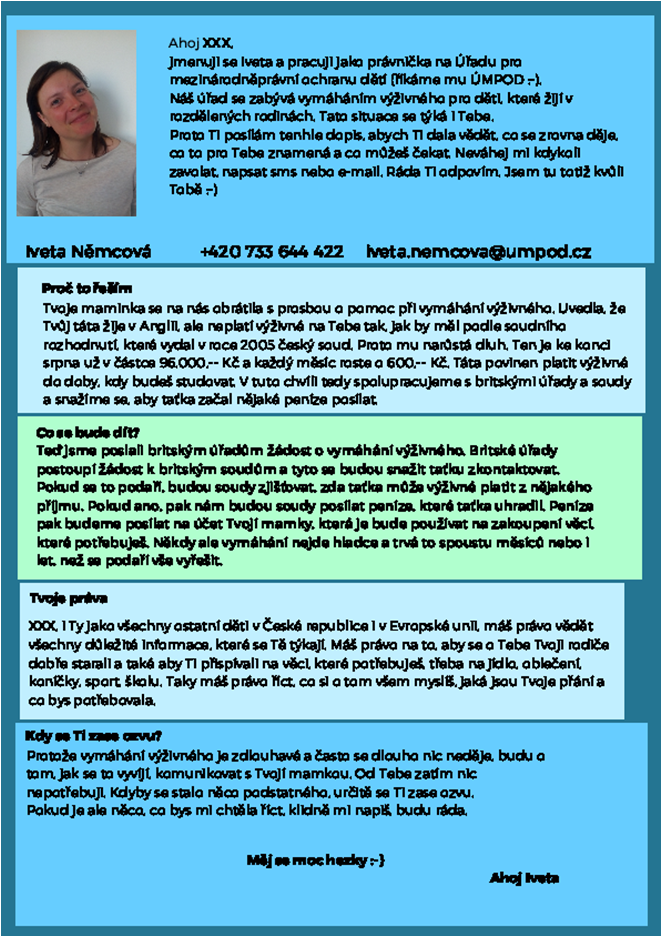 Ahoj XXX,
jmenuji se Iveta a pracuji jako právnička na Úřadu pro
mezinárodněprávní ochranu dětí (říkáme mu ÚMPOD ;-).
Náš úřad se zabývá vymáháním výživného pro děti, které žijí v
rozdělených rodinách. Tato situace se týká i Tebe.
Proto Ti posílám tenhle dopis, abych Ti dala vědět, co se zrovna děje,
co to pro Tebe znamená a co můžeš čekat. Neváhej mi kdykoli
zavolat, napsat sms nebo e-mail. Ráda Ti odpovím. Jsem tu totiž kvůli
Tobě :-)
Iveta Němcová +420 733 644 422 iveta.nemcova@umpod.cz
Proč to řeším
Tvoje maminka se na nás obrátila s prosbou o pomoc při vymáhání výživného. Uvedla, že
Tvůj táta žije v Anglii, ale neplatí výživné na Tebe tak, jak by měl podle soudního
rozhodnutí, které vydal v roce 2005 český soud. Proto mu narůstá dluh. Ten je ke konci
srpna už v částce 96.000,-- Kč a každý měsíc roste o 600,-- Kč. Táta povinen platit výživné
do doby, kdy budeš studovat. V tuto chvíli tedy spolupracujeme s britskými úřady a soudy
a snažíme se, aby taťka začal nějaké peníze posílat.
Co se bude dít?
Teď jsme poslali britským úřadům žádost o vymáhání výživného. Britské úřady
postoupí žádost k britským soudům a tyto se budou snažit taťku zkontaktovat.
Pokud se to podaří, budou soudy zjišťovat, zda taťka může výživné platit z nějakého
příjmu. Pokud ano, pak nám budou soudy posílat peníze, které taťka uhradil. Peníze
pak budeme posílat na účet Tvojí mamky, která je bude používat na zakoupení věcí,
které potřebuješ. Někdy ale vymáhání nejde hladce a trvá to spoustu měsíců nebo i
let, než se podaří vše vyřešit.
Tvoje práva
XXX, i Ty jako všechny ostatní děti v České republice i v Evropské unii, máš právo vědět
všechny důležité informace, které se Tě týkají. Máš právo na to, aby se o Tebe Tvoji rodiče
dobře starali a také aby Ti přispívali na věci, které potřebuješ, třeba na jídlo, oblečení,
koníčky, sport, školu. Taky máš právo říct, co si o tom všem myslíš, jaká jsou Tvoje přání a
co bys potřebovala.
Kdy se Ti zase ozvu?
Protože vymáhání výživného je zdlouhavé a často se dlouho nic neděje, budu o
tom, jak se to vyvíjí, komunikovat s Tvojí mamkou. Od Tebe zatím nic
nepotřebuji. Kdyby se stalo něco podstatného, určitě se Ti zase ozvu.
Pokud je ale něco, co bys mi chtěla říct, klidně mi napiš, budu ráda.
Měj se moc hezky :-}
Ahoj Iveta